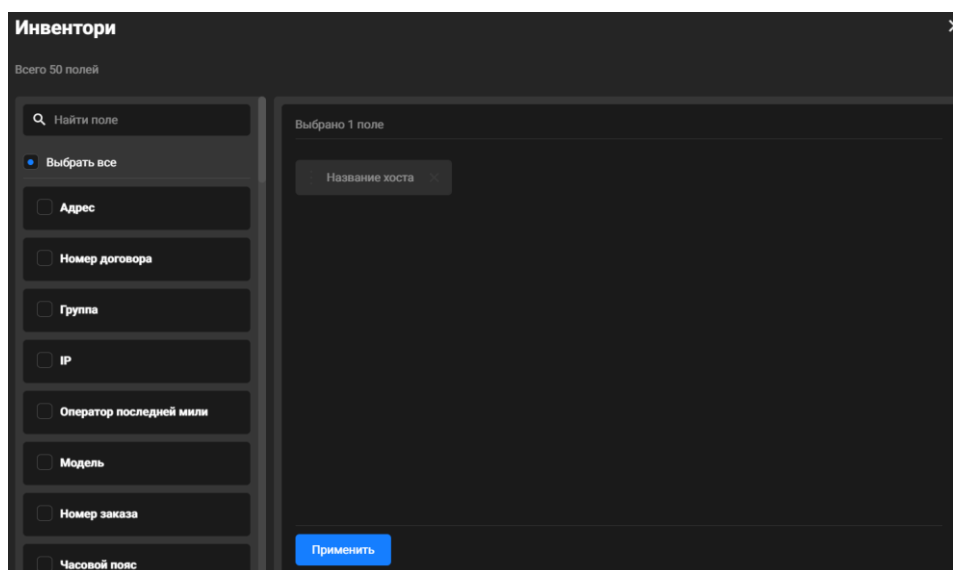 Инвентори
Всего 50 полей
Найти поле
Выбрать все
Адрес
Номер договора
Группа
IP
Оператор последней мили
Модель
Номер заказа
Часовой пояс
Выбрано 1 поле
Название хоста
Применить